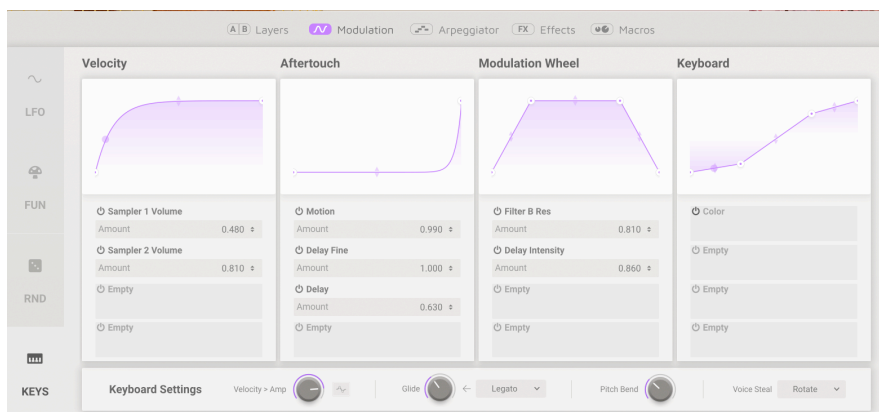 A B Layers Modulation Arpeggiator FX Effects Macros
Velocity Aftertouch Modulation Wheel Keyboard
LFO
FUN
RND
KEYS
Sampler 1 Volume Motion Filter B Res Color
Amount 0.480 Amount 0.990 Amount 0.810
Sampler 2 Volume Delay Fine Delay Intensity Empty
Amount 0.810 Amount 1.000 Amount 0.860
Empty Delay Empty Empty
Amount 0.630
Empty Empty Empty Empty
Keyboard Settings Velocity > Amp Glide Legato Pitch Bend Voice Steal Rotate